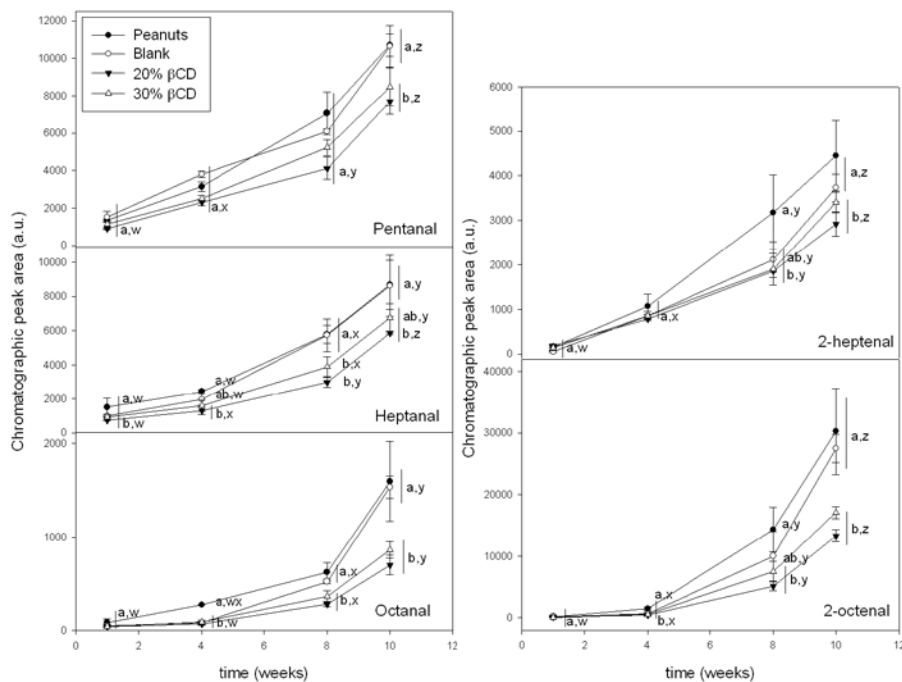 Peanuts
Blank
20% βCD
30% βCD
Chromatographic peak area (a.u.)
12000
10000
8000
6000
4000
2000
0
a,w
a,x
a,y
a,z
b,z
Pentanal
10000
8000
6000
4000
2000
0
a,w
b,w
a,w
ab,w
b,x
a,x
b,x
b,y
a,y
ab,y
b,z
Heptanal
2000
1000
0
a,w
a,wx
b,w
a,x
b,x
a,y
b,y
Octanal
0 2 4 6 8 10 12
time (weeks)
Chromatographic peak area (a.u.)
6000
5000
4000
3000
2000
1000
0
a,w
a,x
a,y
ab,y
b,y
a,z
b,z
2-heptenal
40000
30000
20000
10000
0
a,w
a,x
b,x
a,y
ab,y
b,y
a,z
b,z
2-octenal
0 2 4 6 8 10 12
time (weeks)